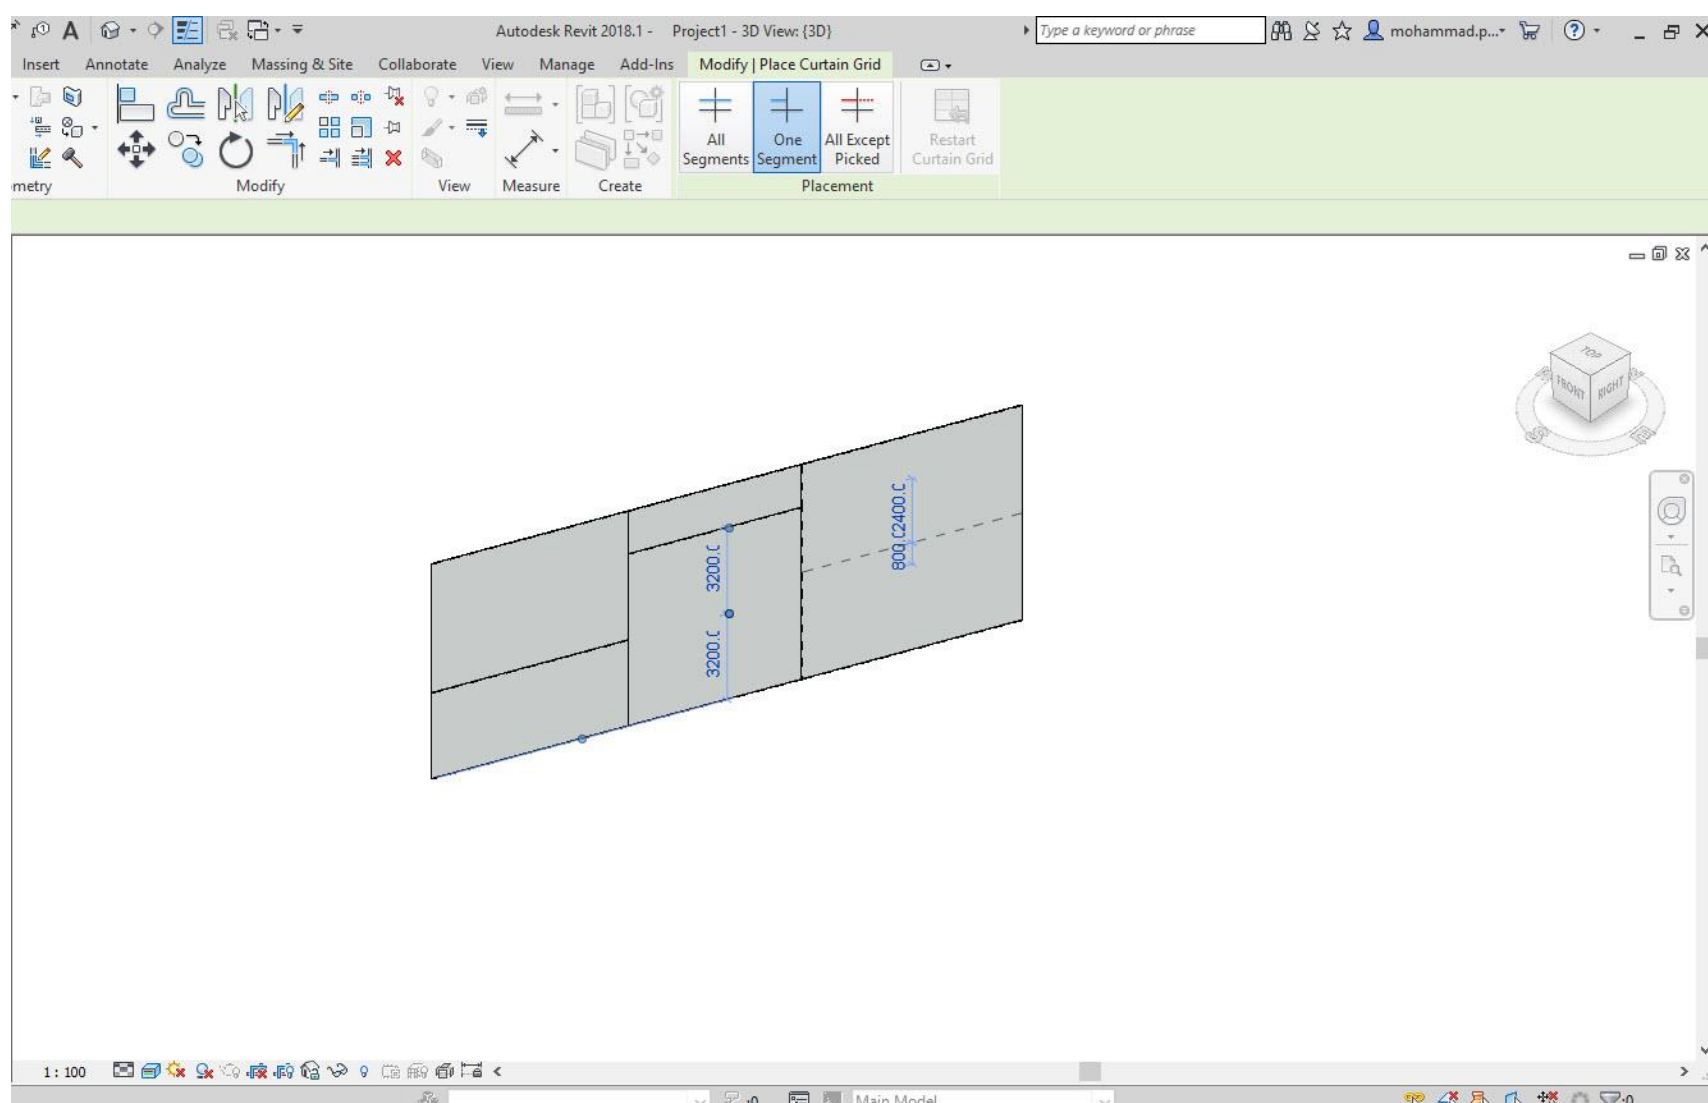 A Autodesk Revit 2018.1 - Project1 - 3D View: {3D} Type a keyword or phrase mohammad.p...
Insert Annotate Analyze Massing & Site Collaborate View Manage Add-Ins Modify | Place Curtain Grid
All Segments
One Segment
All Except Picked
Restart Curtain Grid
metry Modify View Measure Create Placement
TOP
FRONT
RIGHT
800.0
2400.0
3200.0
3200.0
1 : 100
:0 Main Model :0